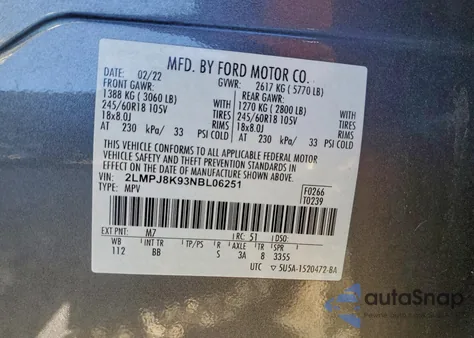 MFD. BY FORD MOTOR CO.
DATE: 02/22 GVWR: 2617 KG ( 5770 LB)
FRONT GAWR: REAR GAWR:
1388 KG ( 3060 LB) 1270 KG ( 2800 LB)
245/60R18 105V TIRES 245/60R18 105V TIRES
18x8.0J RIMS 18x8.0J RIMS
AT 230 kPa/ 33 PSI COLD AT 230 kPa/ 33 PSI COLD
THIS VEHICLE CONFORMS TO ALL APPLICABLE FEDERAL MOTOR
VEHICLE SAFETY AND THEFT PREVENTION STANDARDS IN EFFECT
ON THE DATE OF MANUFACTURE SHOWN ABOVE.
VIN: 2LMPJ8K93NBL06251 F0266
TYPE: MPV T0239
EXT PNT: M7 RC: 51 DSO:
WB INT TR TP/PS R AXLE TR SPR
112 BB S 3A 8 3355
UTC ▽ 5U5A-1520472-BA
autoSnap